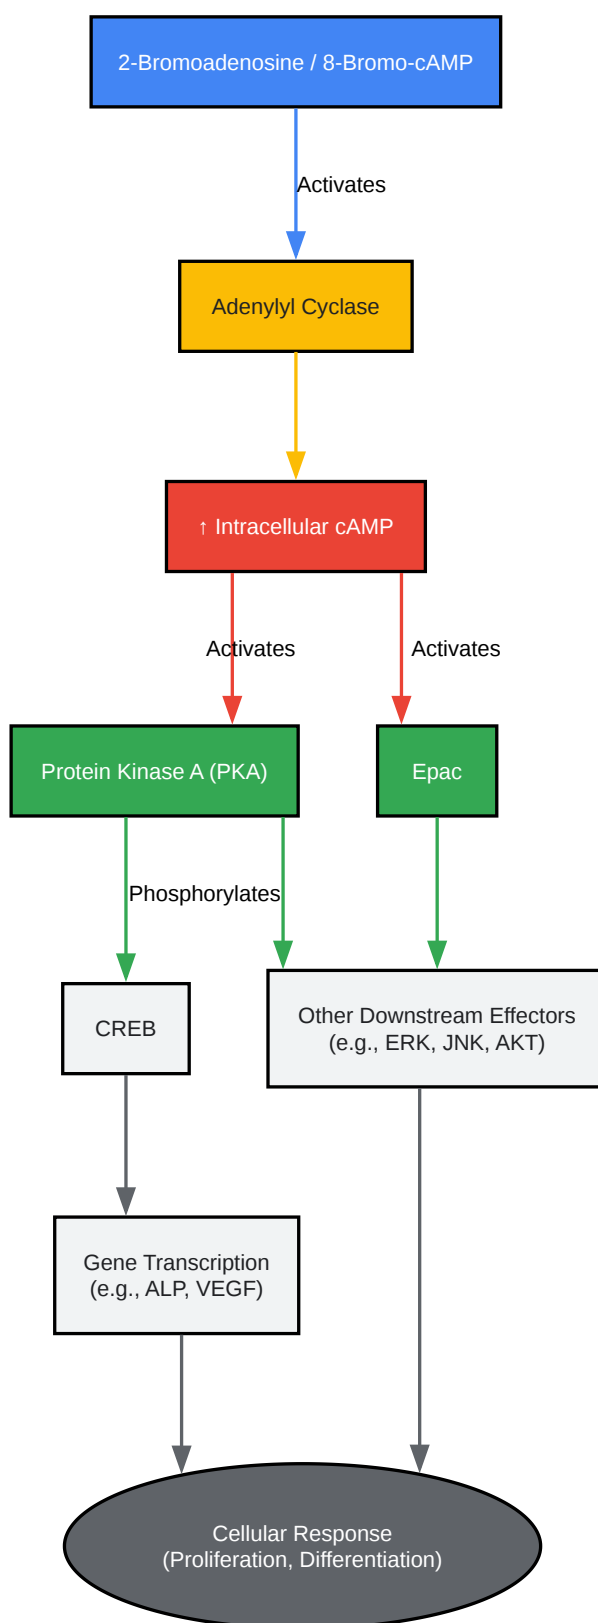 2-Bromoadenosine / 8-Bromo-cAMP
Activates
Adenylyl Cyclase
↑ Intracellular cAMP
Activates
Activates
Protein Kinase A (PKA)
Epac
Phosphorylates
CREB
Other Downstream Effectors
(e.g., ERK, JNK, AKT)
Gene Transcription
(e.g., ALP, VEGF)
Cellular Response
(Proliferation, Differentiation)